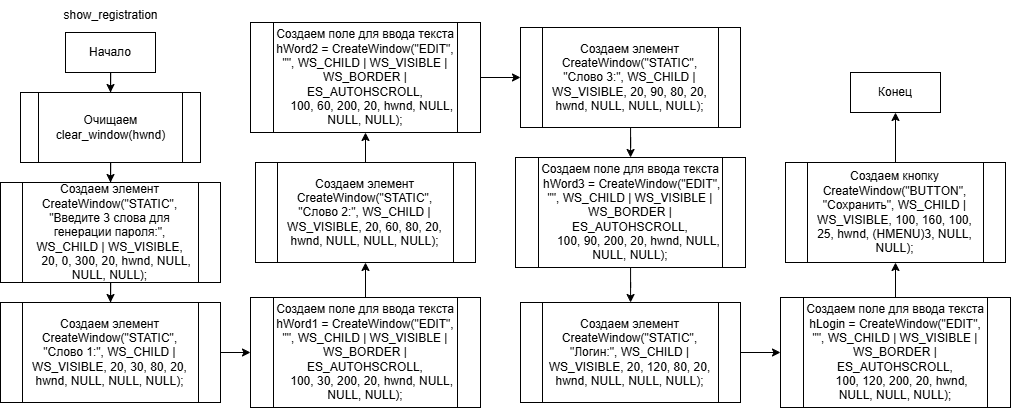 show_registration
Начало
Очищаем
clear_window(hwnd)
Создаем элемент
CreateWindow("STATIC",
"Введите 3 слова для
генерации пароля:",
WS_CHILD | WS_VISIBLE,
20, 0, 300, 20, hwnd, NULL,
NULL, NULL);
Создаем элемент
CreateWindow("STATIC",
"Слово 1:", WS_CHILD |
WS_VISIBLE, 20, 30, 80, 20,
hwnd, NULL, NULL, NULL);
Создаем поле для ввода текста
hWord1 = CreateWindow("EDIT",
"", WS_CHILD | WS_VISIBLE |
WS_BORDER |
ES_AUTOHSCROLL,
100, 30, 200, 20, hwnd, NULL,
NULL, NULL);
Создаем элемент
CreateWindow("STATIC",
"Слово 2:", WS_CHILD |
WS_VISIBLE, 20, 60, 80, 20,
hwnd, NULL, NULL, NULL);
Создаем поле для ввода текста
hWord2 = CreateWindow("EDIT",
"", WS_CHILD | WS_VISIBLE |
WS_BORDER |
ES_AUTOHSCROLL,
100, 60, 200, 20, hwnd, NULL,
NULL, NULL);
Создаем элемент
CreateWindow("STATIC",
"Слово 3:", WS_CHILD |
WS_VISIBLE, 20, 90, 80, 20,
hwnd, NULL, NULL, NULL);
Создаем поле для ввода текста
hWord3 = CreateWindow("EDIT",
"", WS_CHILD | WS_VISIBLE |
WS_BORDER |
ES_AUTOHSCROLL,
100, 90, 200, 20, hwnd, NULL,
NULL, NULL);
Создаем элемент
CreateWindow("STATIC",
"Логин:", WS_CHILD |
WS_VISIBLE, 20, 120, 80, 20,
hwnd, NULL, NULL, NULL);
Создаем поле для ввода текста
hLogin = CreateWindow("EDIT",
"", WS_CHILD | WS_VISIBLE |
WS_BORDER |
ES_AUTOHSCROLL,
100, 120, 200, 20, hwnd,
NULL, NULL, NULL);
Создаем кнопку
CreateWindow("BUTTON",
"Сохранить", WS_CHILD |
WS_VISIBLE, 100, 160, 100,
25, hwnd, (HMENU)3, NULL,
NULL);
Конец